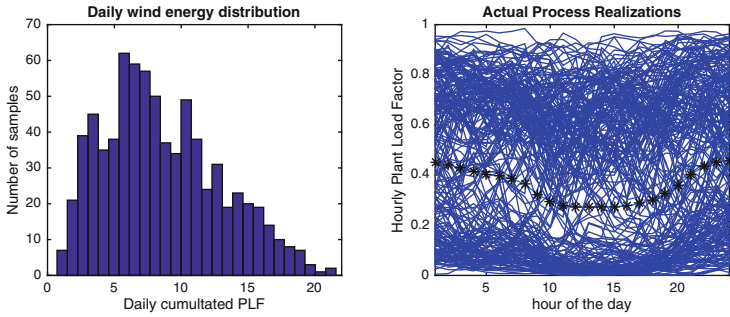 Daily wind energy distribution
70
60
50
40
30
20
10
0
Number of samples
0 5 10 15 20
Daily cumultated PLF
Actual Process Realizations
1
0.8
0.6
0.4
0.2
0
Hourly Plant Load Factor
5 10 15 20
hour of the day